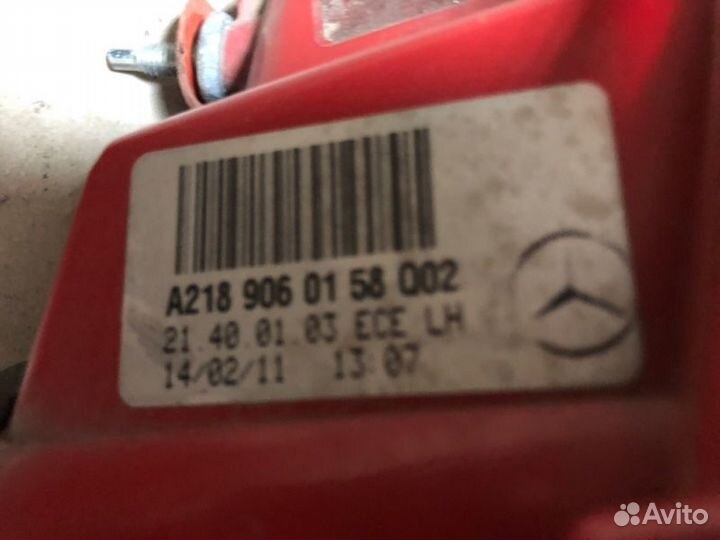 A218 906 01 58 Q02
21.40.01.03 ECE LH
14/02/11 13:07
Avito